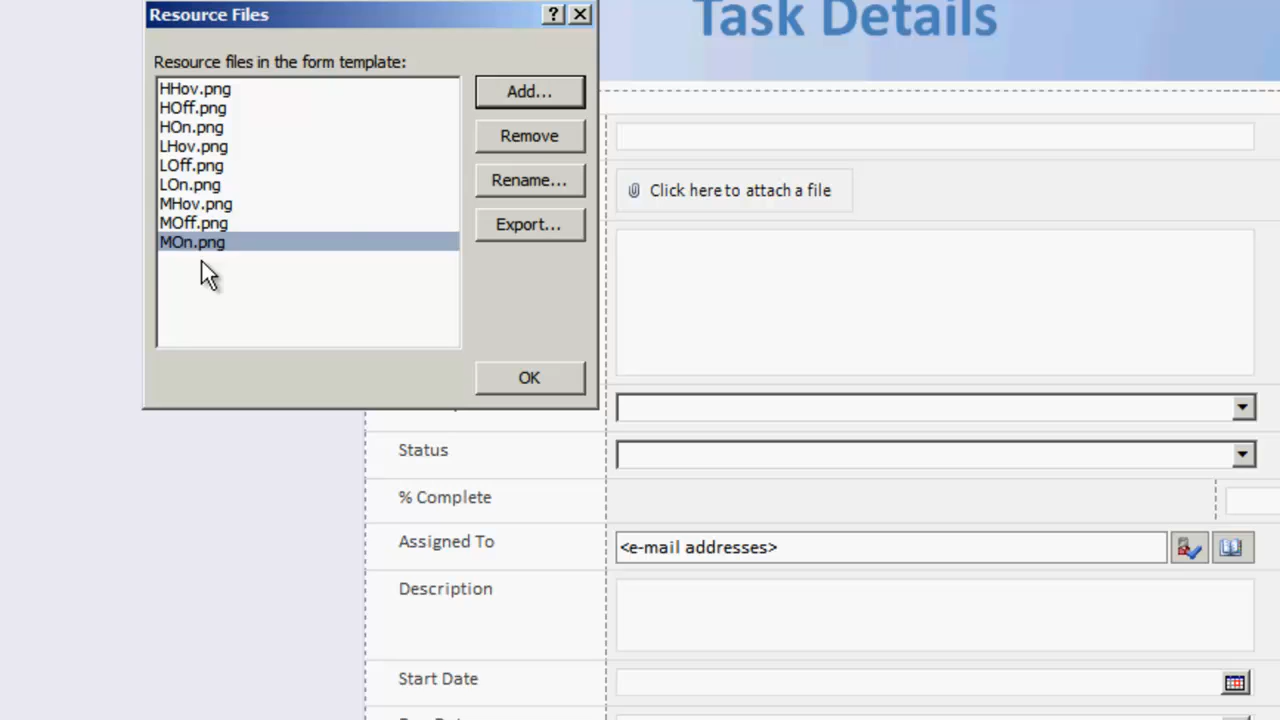 Resource Files
Task Details
Resource files in the form template:
HHov.png
HOff.png
HOn.png
LHov.png
LOff.png
LOn.png
MHov.png
MOff.png
MOn.png
Add...
Remove
Rename...
Export...
OK
Click here to attach a file
Status
% Complete
Assigned To
<e-mail addresses>
Description
Start Date